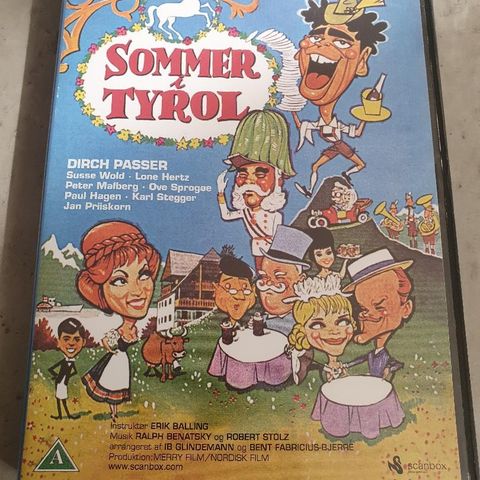 SOMMER
i
TYROL
DIRCH PASSER
Susse Wold · Lone Hertz
Peter Malberg · Ove Sprogøe
Paul Hagen · Karl Stegger
Jan Priiskorn
Instruktør ERIK BALLING
Musik RALPH BENATSKY og ROBERT STOLZ
arrangeret af IB GLINDEMANN og BENT FABRICIUS-BJERRE
Produktion: MERRY FILM/NORDISK FILM
www.scanbox.com
A
scanbox